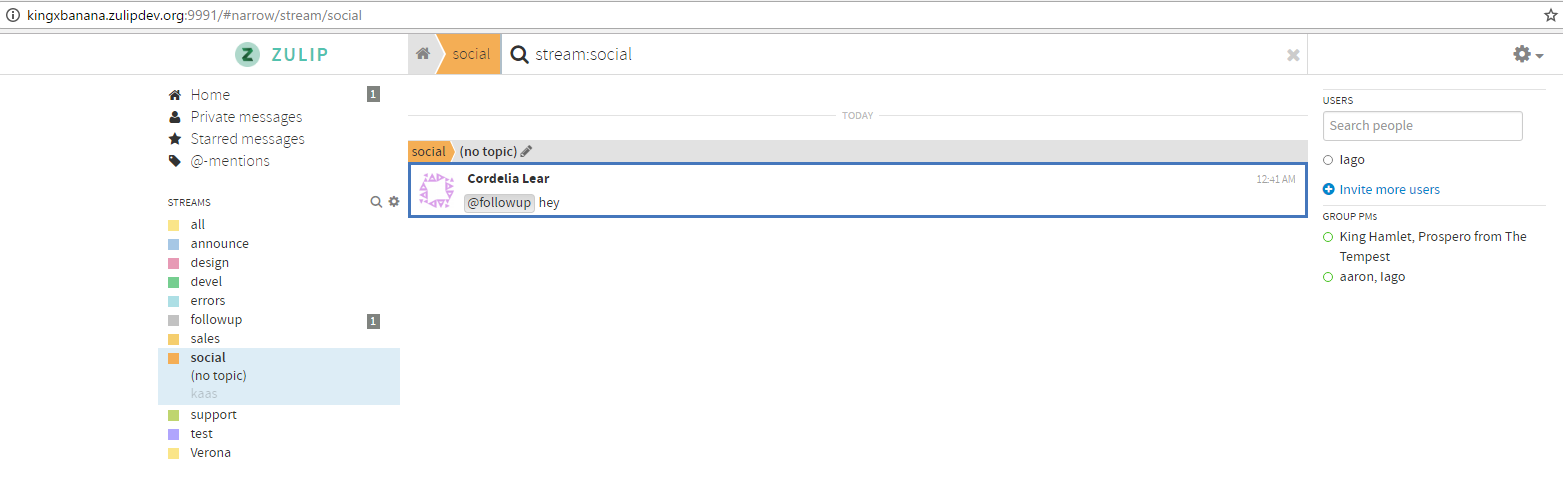 kingxbanana.zulipdev.org:9991/#narrow/stream/social
ZULIP
social
stream:social
Home 1
Private messages
Starred messages
@-mentions
STREAMS
all
announce
design
devel
errors
followup 1
sales
social
(no topic)
kaas
support
test
Verona
TODAY
social (no topic)
Cordelia Lear 12:41 AM
@followup hey
USERS
Search people
Iago
Invite more users
GROUP PMs
King Hamlet, Prospero from The
Tempest
aaron, Iago